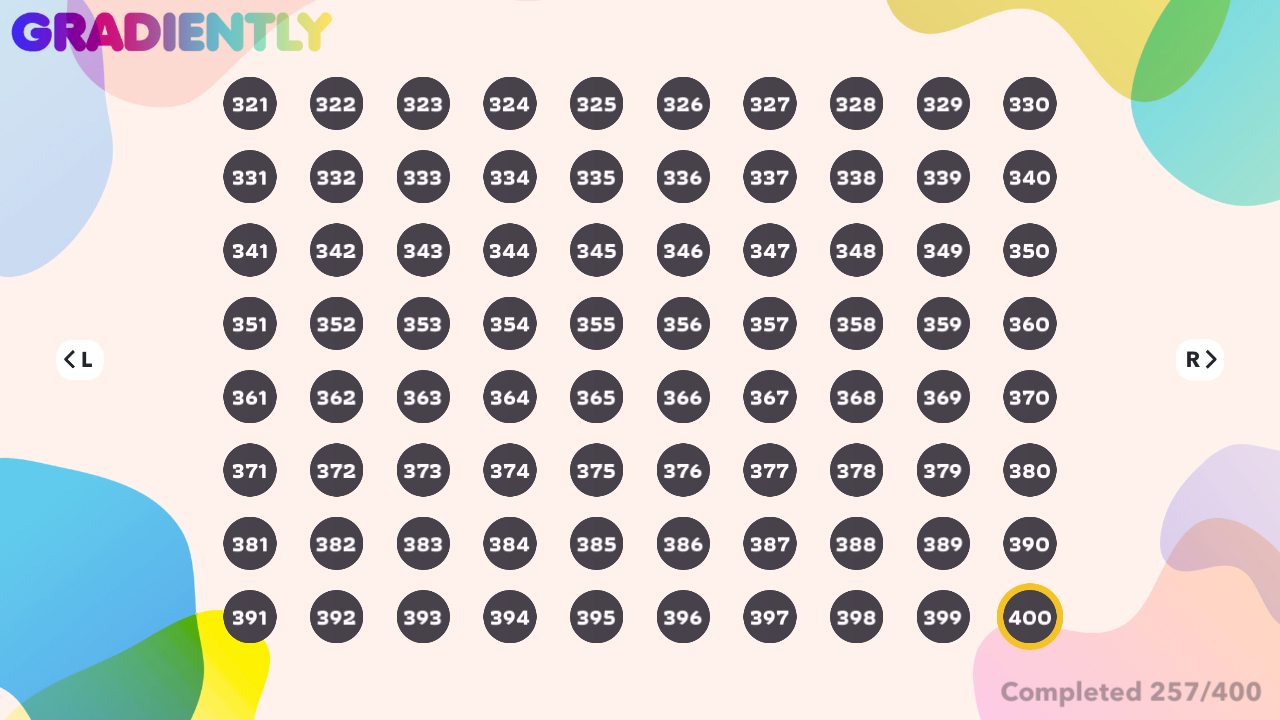 GRADIENTLY
321 322 323 324 325 326 327 328 329 330
331 332 333 334 335 336 337 338 339 340
341 342 343 344 345 346 347 348 349 350
351 352 353 354 355 356 357 358 359 360
< L
R >
361 362 363 364 365 366 367 368 369 370
371 372 373 374 375 376 377 378 379 380
381 382 383 384 385 386 387 388 389 390
391 392 393 394 395 396 397 398 399 400
Completed 257/400